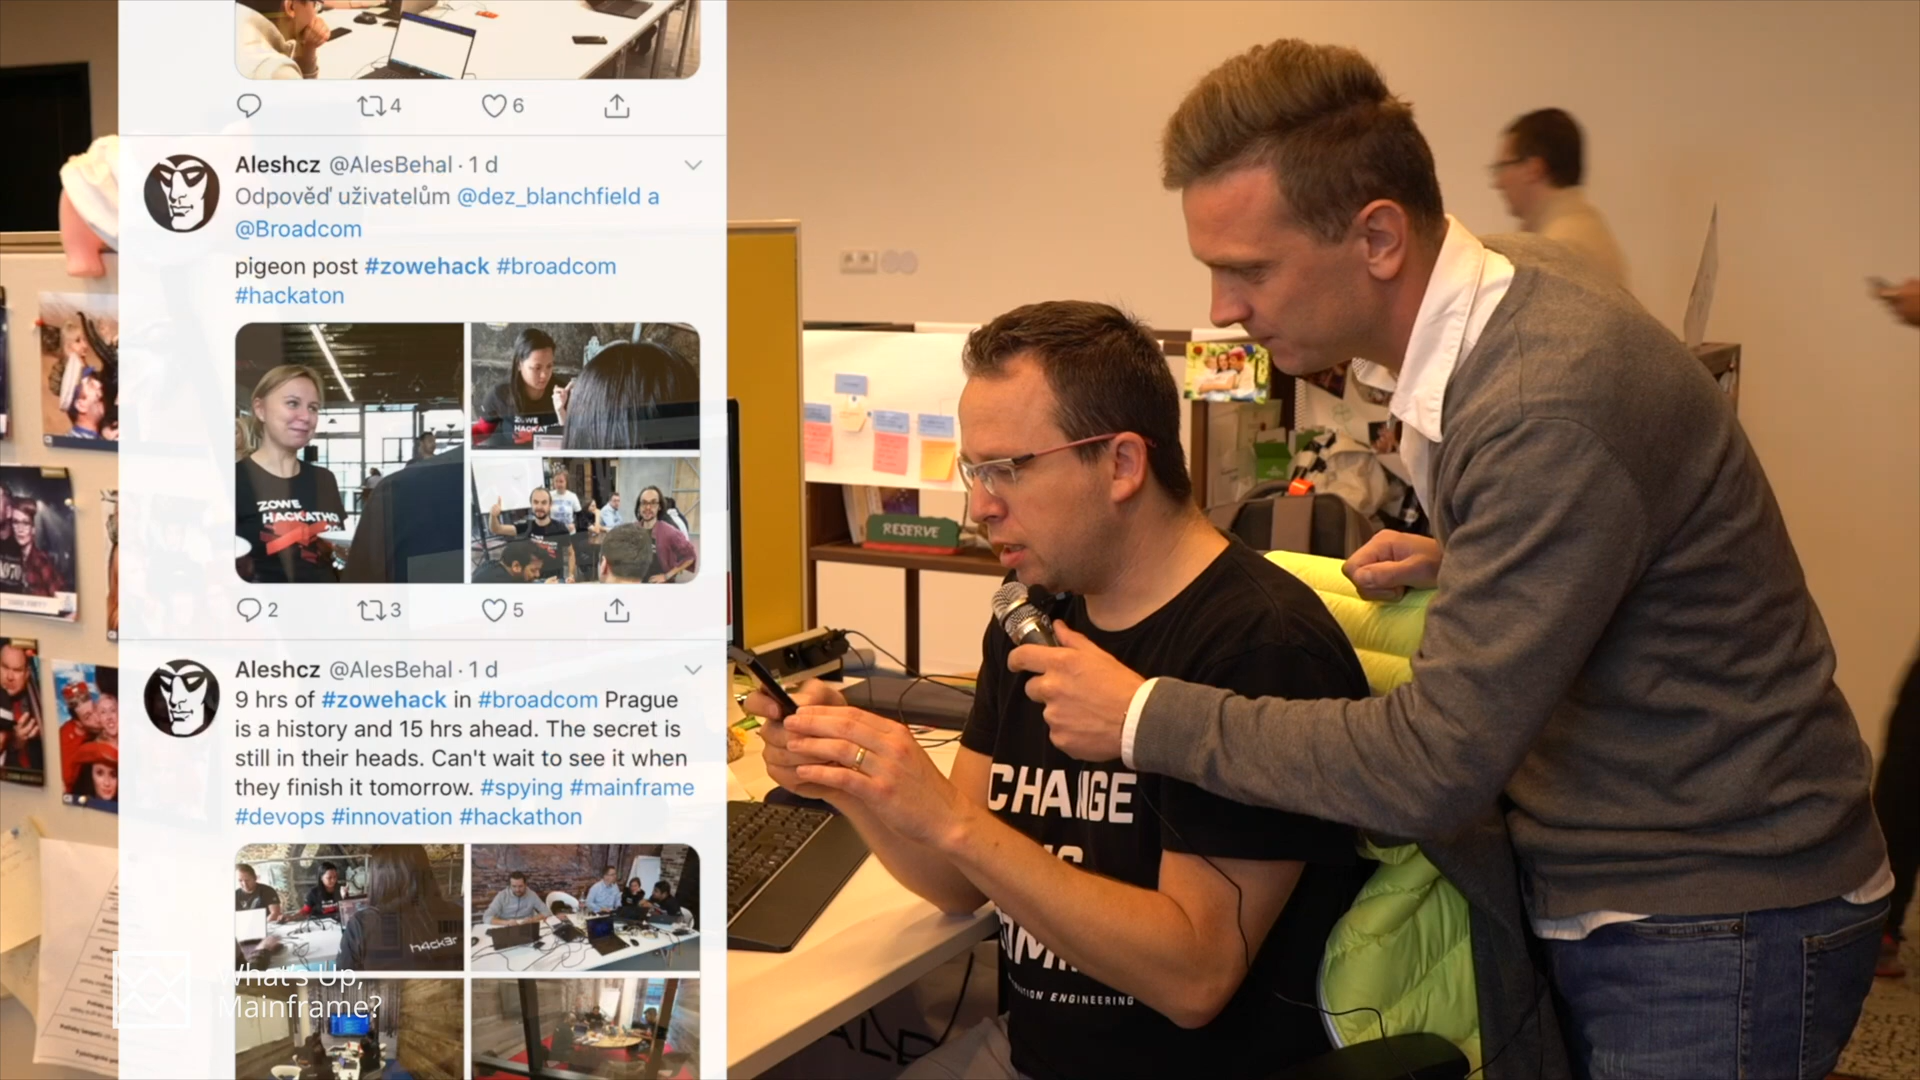 4
6
Aleshcz @AlesBehal · 1 d
Odpověď uživatelům @dez_blanchfield a
@Broadcom
pigeon post #zowehack #broadcom
#hackaton
ZOWE
HACKATHO
ZOWE
HACKAT
2
3
5
Aleshcz @AlesBehal · 1 d
9 hrs of #zowehack in #broadcom Prague
is a history and 15 hrs ahead. The secret is
still in their heads. Can't wait to see it when
they finish it tomorrow. #spying #mainframe
#devops #innovation #hackathon
h4ck3r
What's Up,
Mainframe?
RESERVE
CHANGE
ENGINEERING